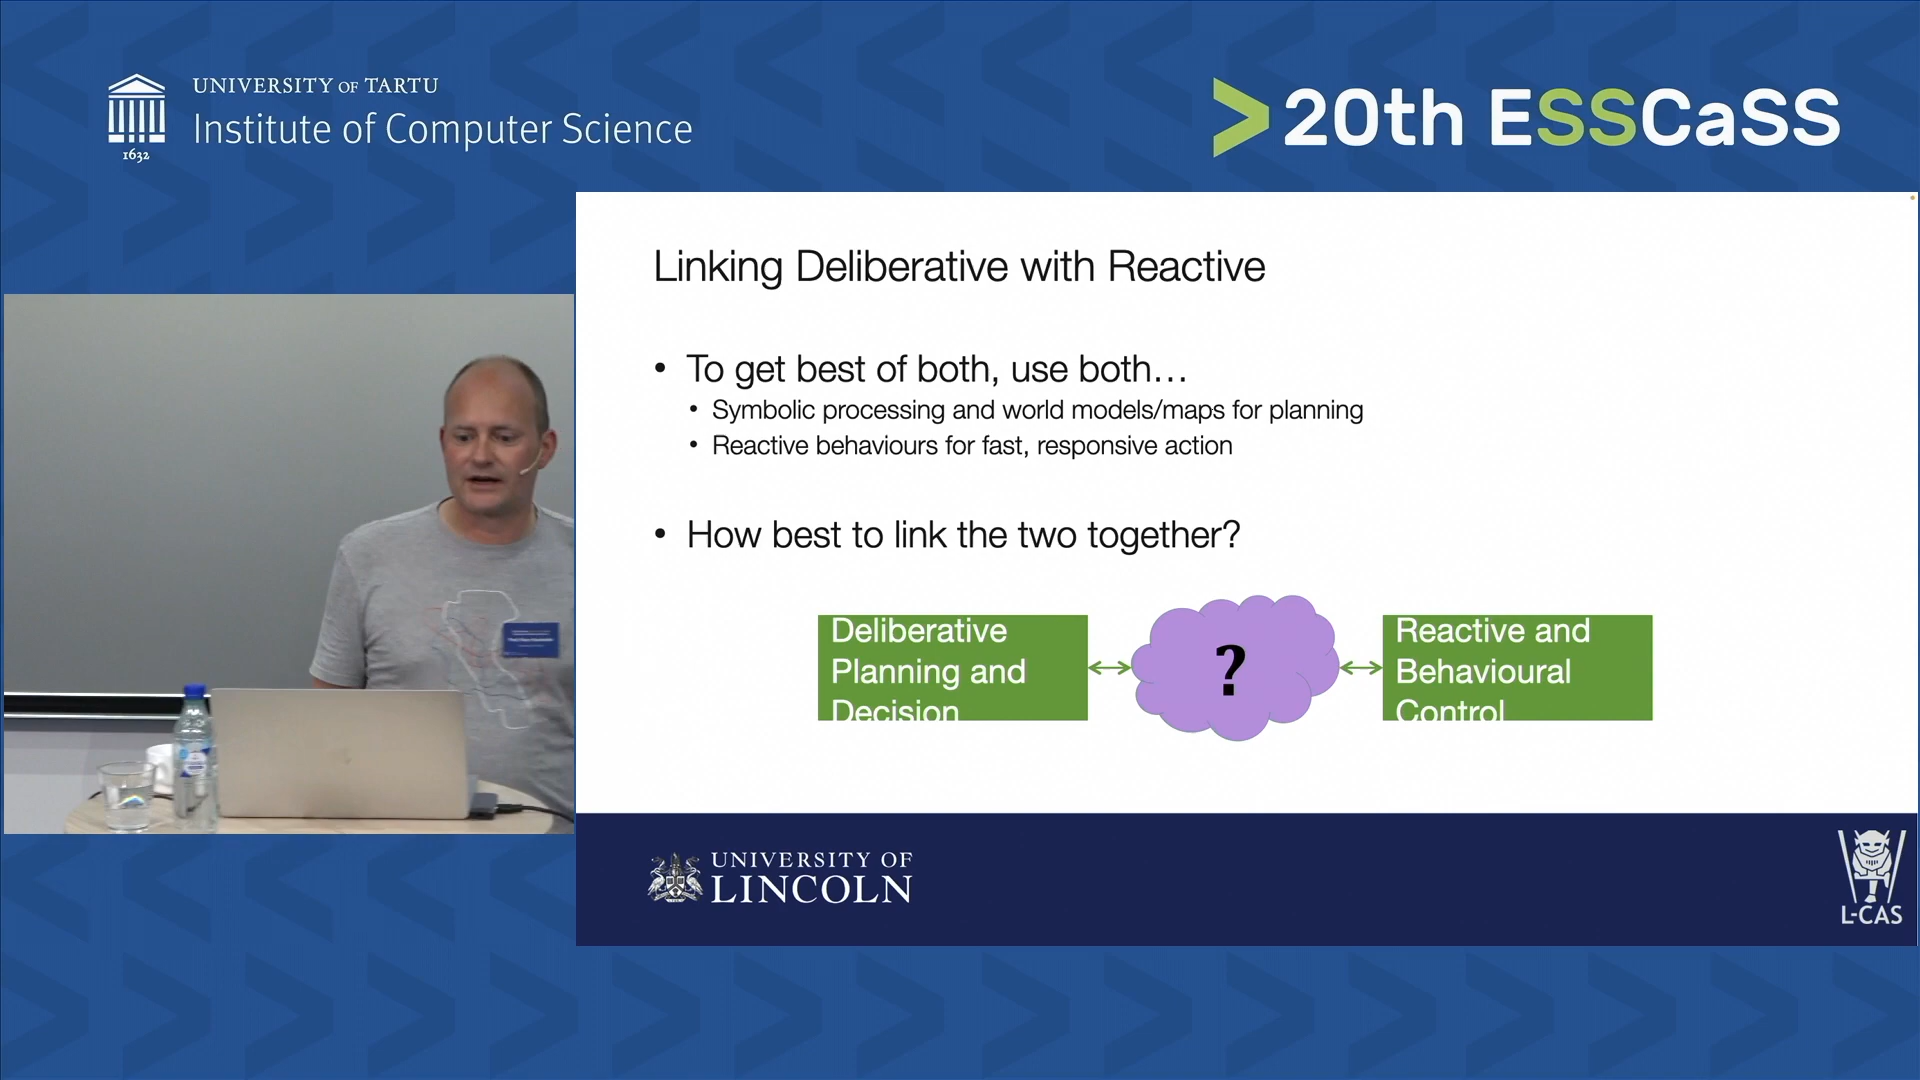 UNIVERSITY OF TARTU
Institute of Computer Science
1632
>20th ESSCaSS
Linking Deliberative with Reactive
• To get best of both, use both…
• Symbolic processing and world models/maps for planning
• Reactive behaviours for fast, responsive action
• How best to link the two together?
Deliberative
Planning and
Decision
?
Reactive and
Behavioural
Control
UNIVERSITY OF
LINCOLN
L-CAS